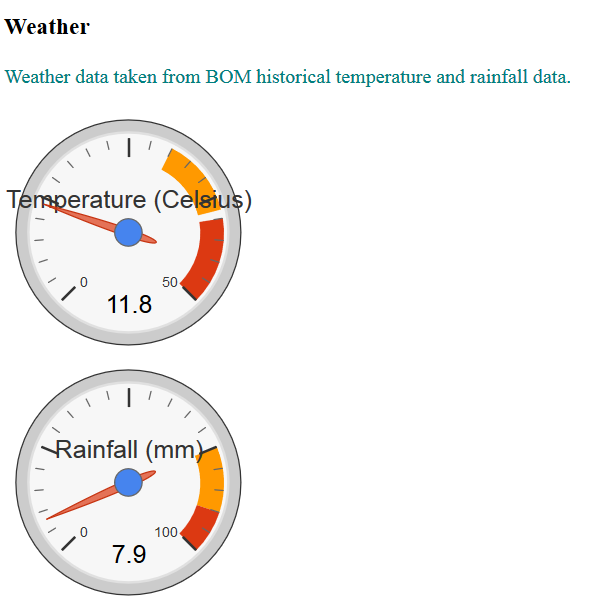 Weather
Weather data taken from BOM historical temperature and rainfall data.
Temperature (Celsius)
0 50
11.8
Rainfall (mm)
0 100
7.9